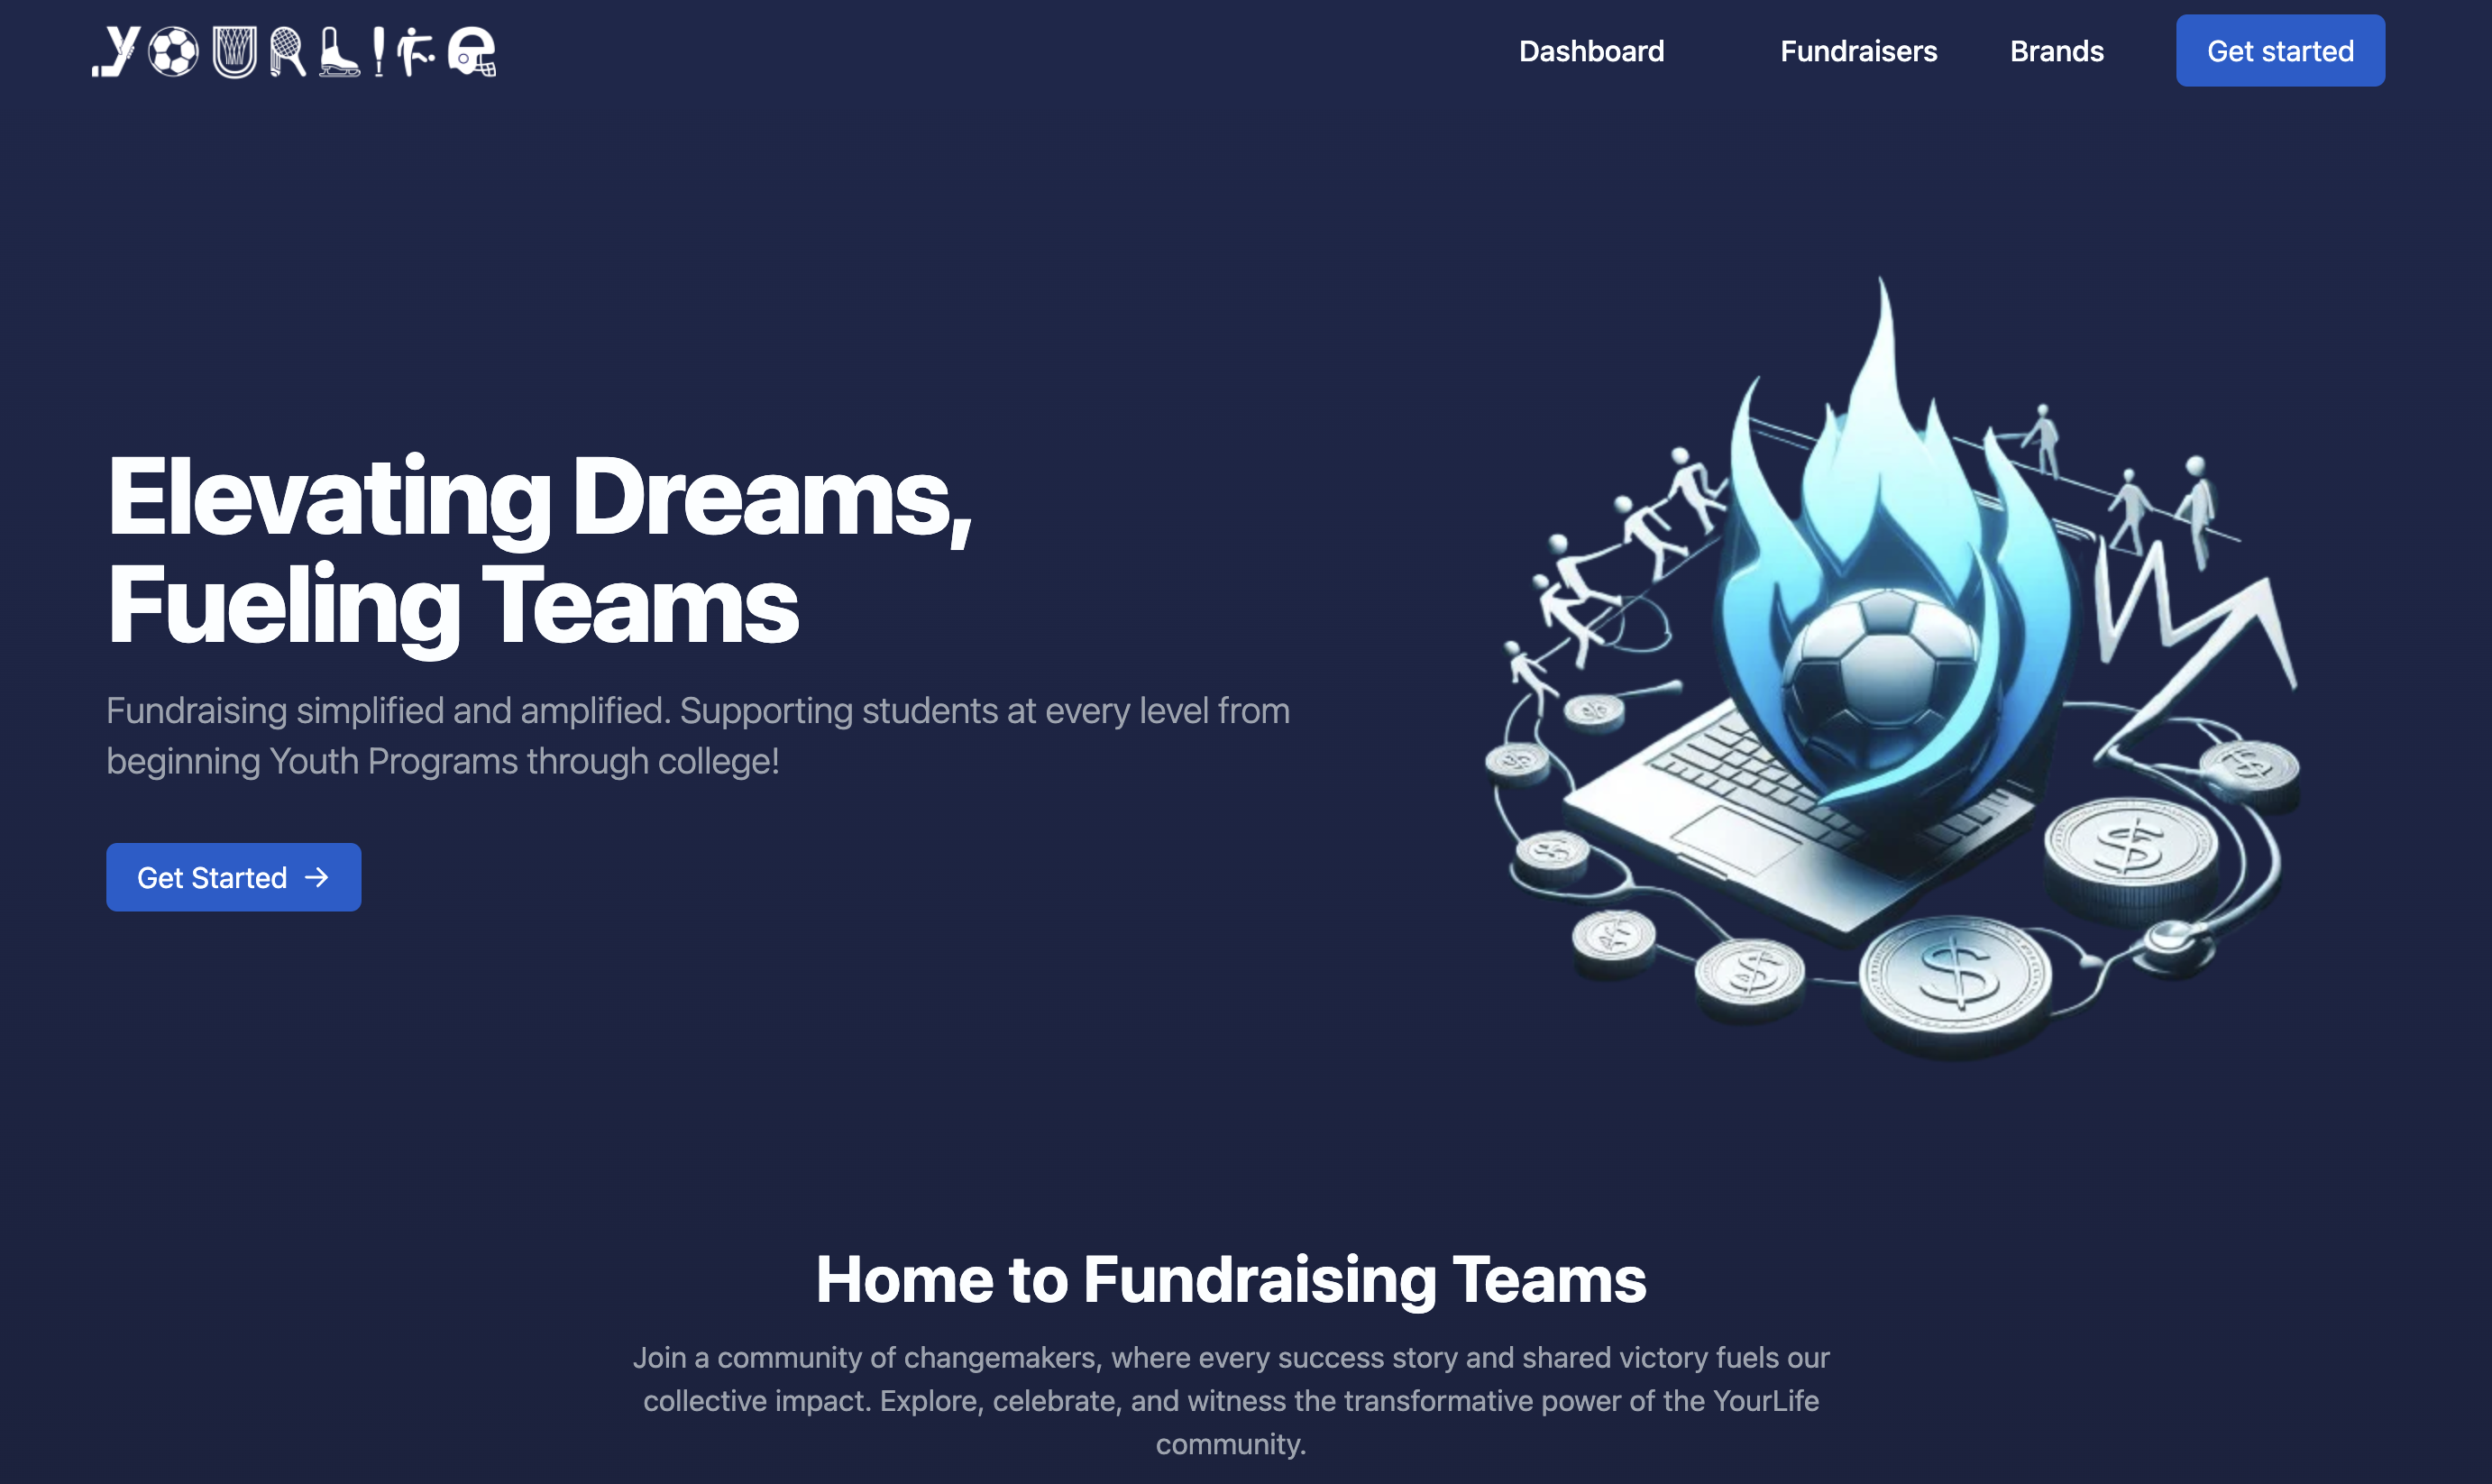 YOURLIfe
Dashboard
Fundraisers
Brands
Get started
Elevating Dreams,
Fueling Teams
Fundraising simplified and amplified. Supporting students at every level from
beginning Youth Programs through college!
Get Started →
$
$
$
$
Home to Fundraising Teams
Join a community of changemakers, where every success story and shared victory fuels our
collective impact. Explore, celebrate, and witness the transformative power of the YourLife
community.